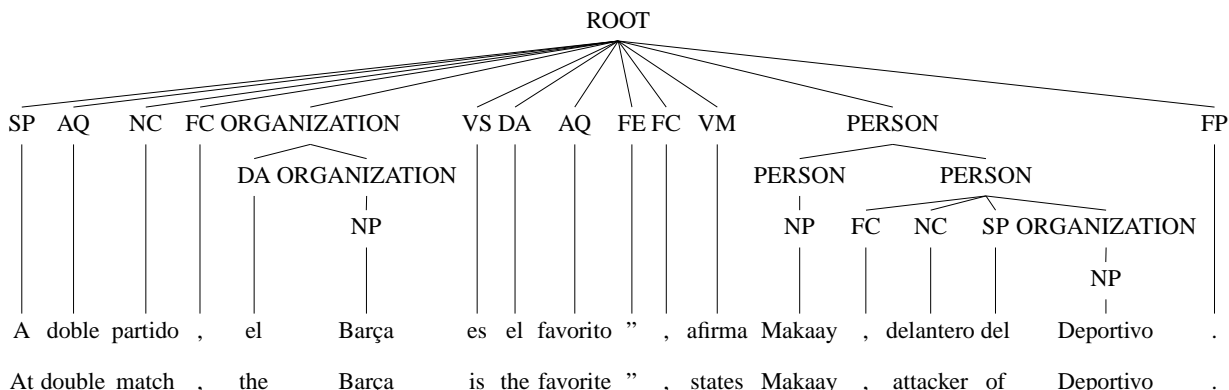 ROOT
SP AQ NC FC ORGANIZATION VS DA AQ FE FC VM PERSON FP
DA ORGANIZATION PERSON PERSON
NP NP FC NC SP ORGANIZATION
NP
A doble partido , el Barça es el favorito ” , afirma Makaay , delantero del Deportivo .
At double match , the Barça is the favorite ” , states Makaay , attacker of Deportivo .